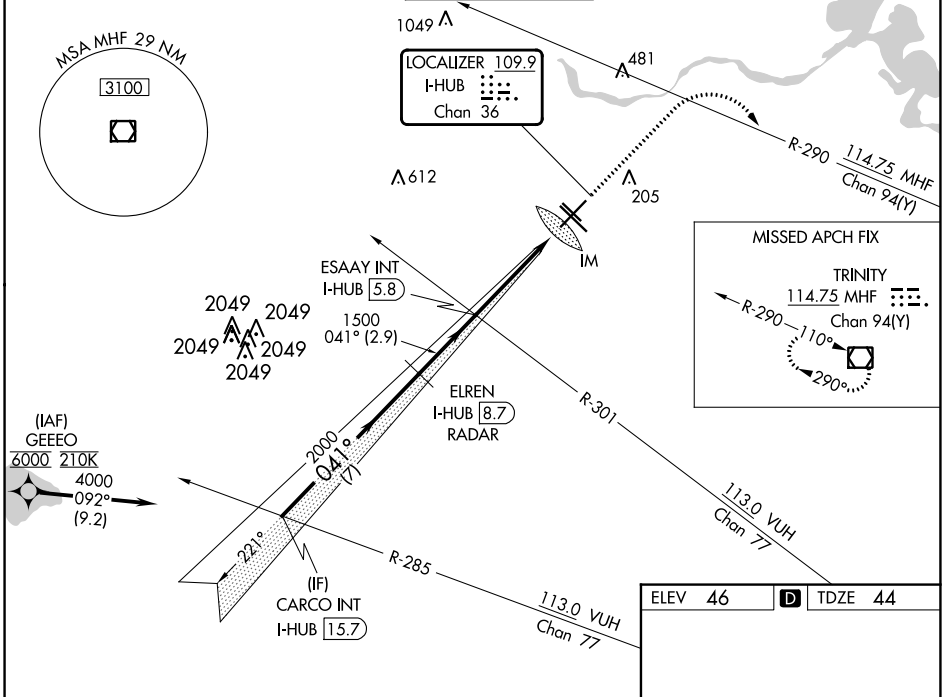 MSA MHF 29 NM
3100
1049
LOCALIZER 109.9
I-HUB
Chan 36
481
R-290
114.75 MHF
Chan 94(Y)
612
205
IM
MISSED APCH FIX
TRINITY
114.75 MHF
Chan 94(Y)
R-290
110°
290°
ESAAY INT
I-HUB 5.8
1500
041° (2.9)
2049
2049
2049
2049
2049
ELREN
I-HUB 8.7
RADAR
R-301
113.0 VUH
Chan 77
(IAF)
GEEEO
6000 210K
4000
092°
(9.2)
2000
041°
(7)
221°
(IF)
CARCO INT
I-HUB 15.7
R-285
113.0 VUH
Chan 77
ELEV 46
D
TDZE 44